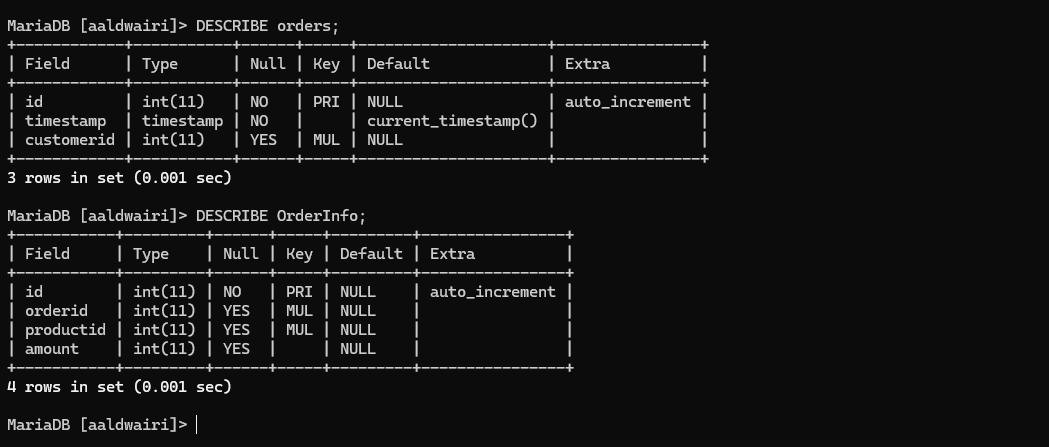 MariaDB [aaldwairi]> DESCRIBE orders;
+------------+-----------+------+-----+---------------------+----------------+
| Field      | Type      | Null | Key | Default             | Extra          |
+------------+-----------+------+-----+---------------------+----------------+
| id         | int(11)   | NO   | PRI | NULL                | auto_increment |
| timestamp  | timestamp | NO   |     | current_timestamp() |                |
| customerid | int(11)   | YES  | MUL | NULL                |                |
+------------+-----------+------+-----+---------------------+----------------+
3 rows in set (0.001 sec)

MariaDB [aaldwairi]> DESCRIBE OrderInfo;
+-----------+---------+------+-----+---------+----------------+
| Field     | Type    | Null | Key | Default | Extra          |
+-----------+---------+------+-----+---------+----------------+
| id        | int(11) | NO   | PRI | NULL    | auto_increment |
| orderid   | int(11) | YES  | MUL | NULL    |                |
| productid | int(11) | YES  | MUL | NULL    |                |
| amount    | int(11) | YES  |     | NULL    |                |
+-----------+---------+------+-----+---------+----------------+
4 rows in set (0.001 sec)

MariaDB [aaldwairi]>